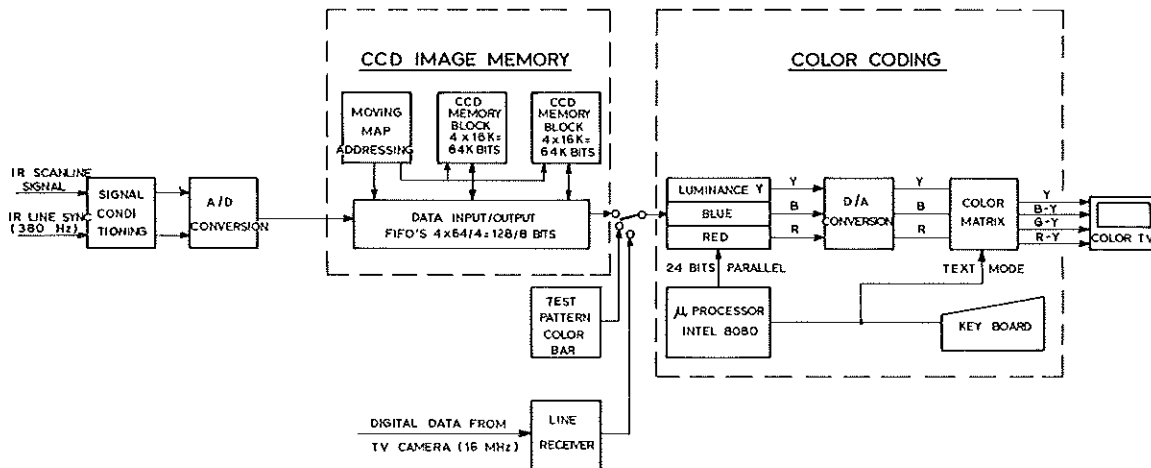 CCD IMAGE MEMORY
COLOR CODING
MOVING
MAP
ADDRESSING
CCD
MEMORY
BLOCK
4 x 16K=
64K BITS
CCD
MEMORY
BLOCK
4 x 16K=
64K BITS
IR SCANLINE
SIGNAL
IR LINE SYNC
(380 Hz)
SIGNAL
CONDI
TIONING
A/D
CONVERSION
DATA INPUT/OUTPUT
FIFO'S 4 x 64/4= 128/8 BITS
LUMINANCE Y
BLUE
RED
Y
B
R
D/A
CONVERSION
Y
B
R
COLOR
MATRIX
Y
B-Y
G-Y
R-Y
COLOR TV
24 BITS PARALLEL
TEXT MODE
TEST
PATTERN
COLOR
BAR
μ PROCESSOR
INTEL 8080
KEY BOARD
DIGITAL DATA FROM
TV CAMERA (16 MHz)
LINE
RECEIVER